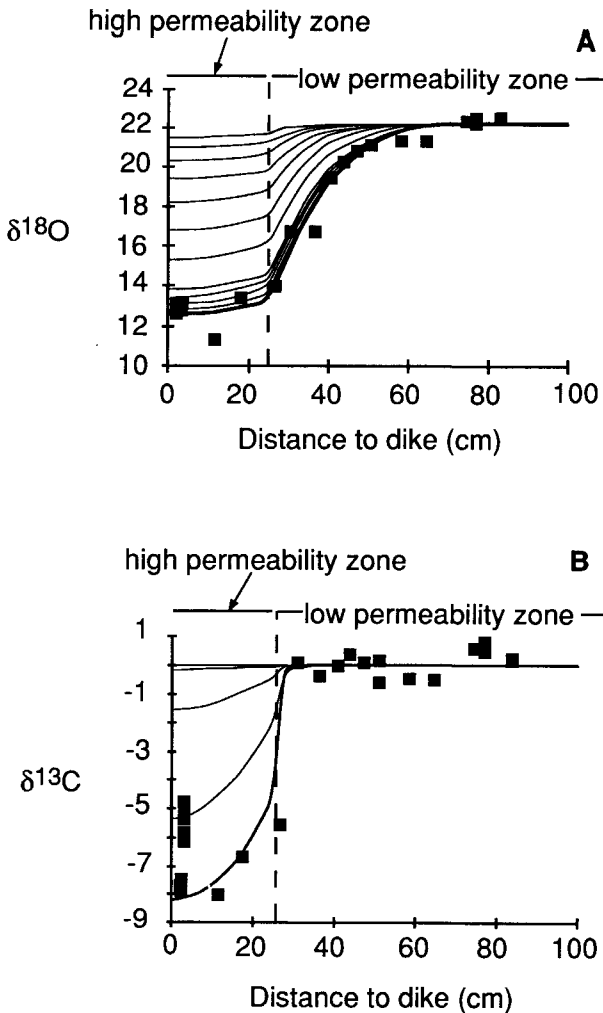 high permeability zone
A
low permeability zone
24
22
20
18
16
14
12
10
δ18O
0 20 40 60 80 100
Distance to dike (cm)
high permeability zone
B
low permeability zone
1
-1
-3
-5
-7
-9
δ13C
0 20 40 60 80 100
Distance to dike (cm)